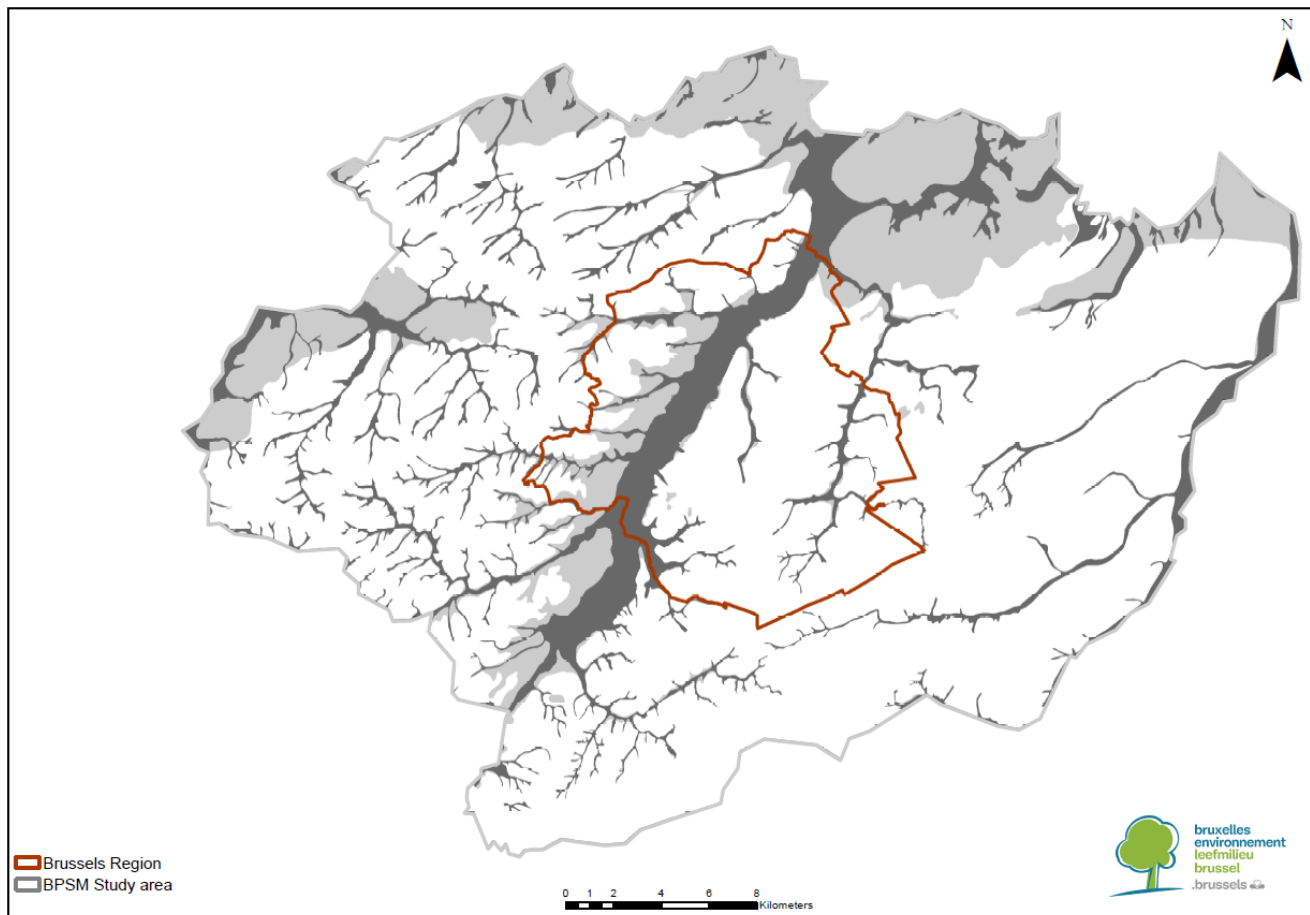 N
Brussels Region
BPSM Study area
0 1 2 4 6 8
Kilometers
bruxelles
environnement
leefmilieu
brussel
.brussels